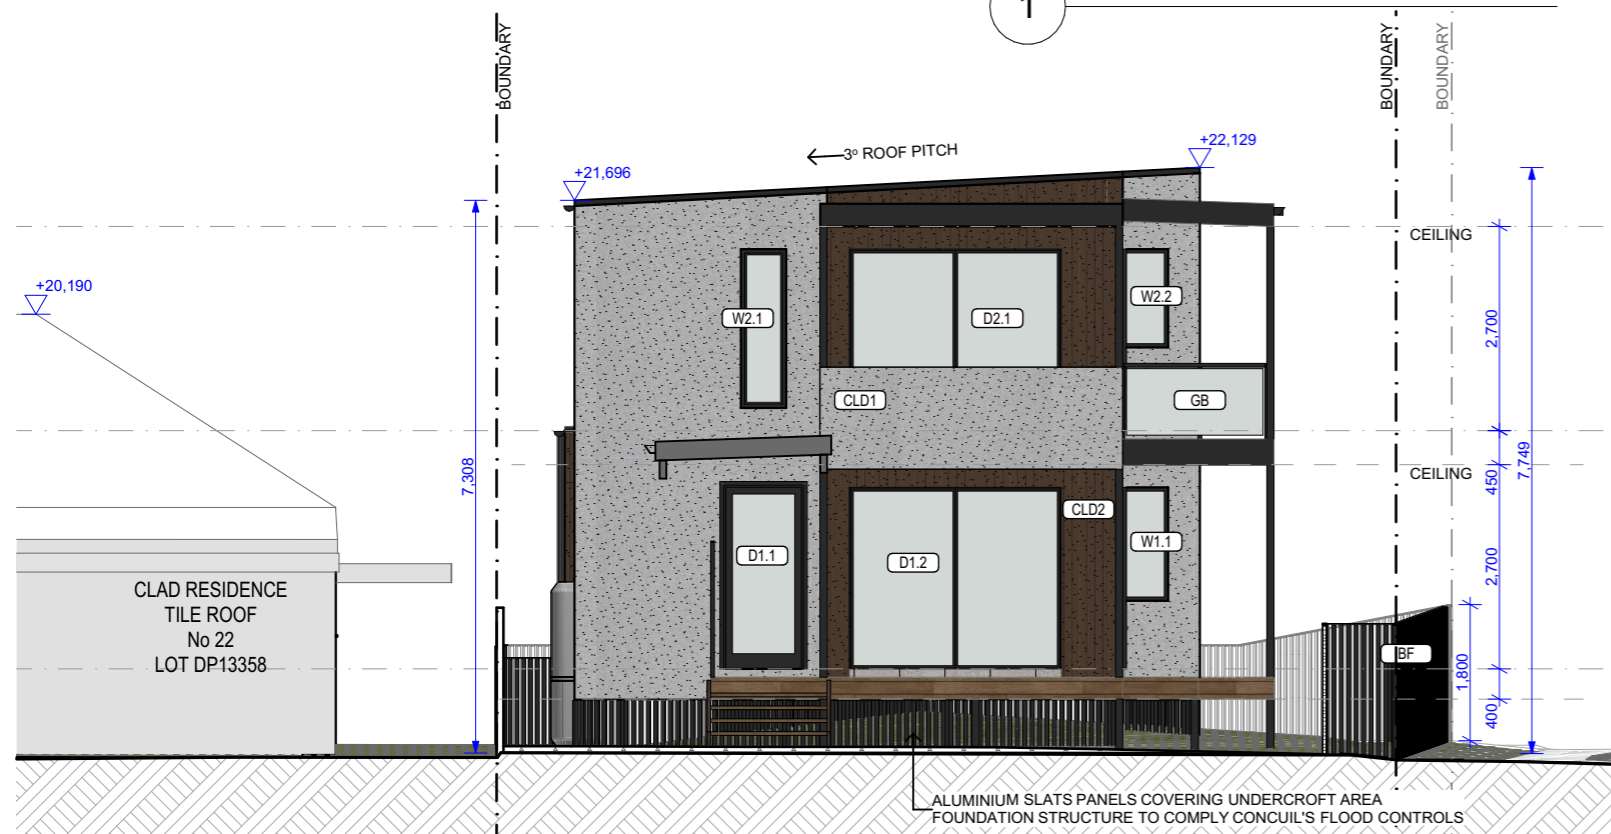 1
BOUNDARY
BOUNDARY
BOUNDARY
3º ROOF PITCH
+22,129
+21,696
+20,190
CEILING
W2.1
D2.1
W2.2
2,700
CLD1
GB
7,308
7,749
CEILING
450
CLD2
D1.1
D1.2
W1.1
2,700
CLAD RESIDENCE
TILE ROOF
No 22
LOT DP13358
BF
1,800
400
ALUMINIUM SLATS PANELS COVERING UNDERCROFT AREA
FOUNDATION STRUCTURE TO COMPLY CONCUIL'S FLOOD CONTROLS